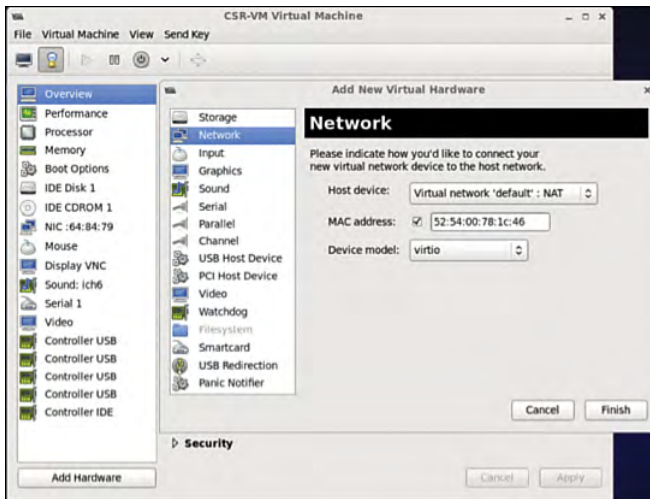 CSR-VM Virtual Machine
File Virtual Machine View Send Key
Overview
Performance
Processor
Memory
Boot Options
IDE Disk 1
IDE CDROM 1
NIC :64:84:79
Mouse
Display VNC
Sound: ich6
Serial 1
Video
Controller USB
Controller USB
Controller USB
Controller USB
Controller IDE
Add Hardware
Add New Virtual Hardware
Storage
Network
Input
Graphics
Sound
Serial
Parallel
Channel
USB Host Device
PCI Host Device
Video
Watchdog
Filesystem
Smartcard
USB Redirection
Panic Notifier
Network
Please indicate how you'd like to connect your
new virtual network device to the host network.
Host device: Virtual network 'default' : NAT
MAC address: 52:54:00:78:1c:46
Device model: virtio
Cancel Finish
Security
Cancel Apply